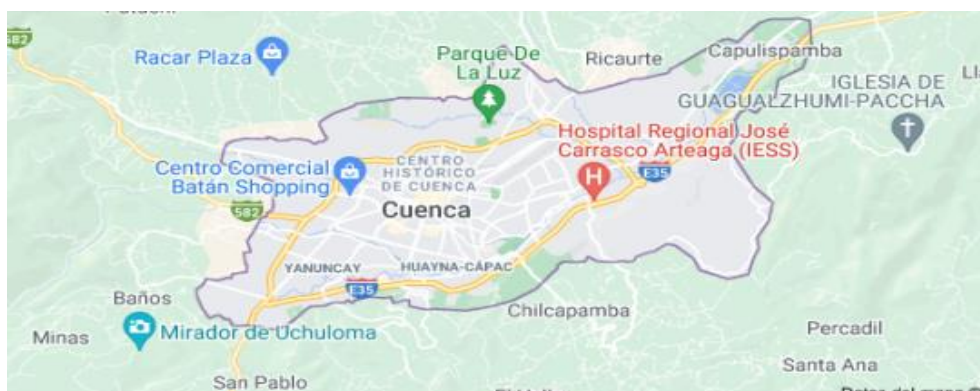 582
Racar Plaza
Parque De
La Luz
Ricaurte
Capulispamba
IGLESIA DE
GUAGUALZHUMI-PACCHA
Hospital Regional José
Carrasco Arteaga (IESS)
H
E35
Centro Comercial
Batán Shopping
CENTRO
HISTÓRICO
DE CUENCA
582
Cuenca
YANUNCAY
HUAYNA-CÁPAC
E35
Baños
Minas
Mirador de Uchuloma
Chilcapamba
Percadil
Santa Ana
San Pablo